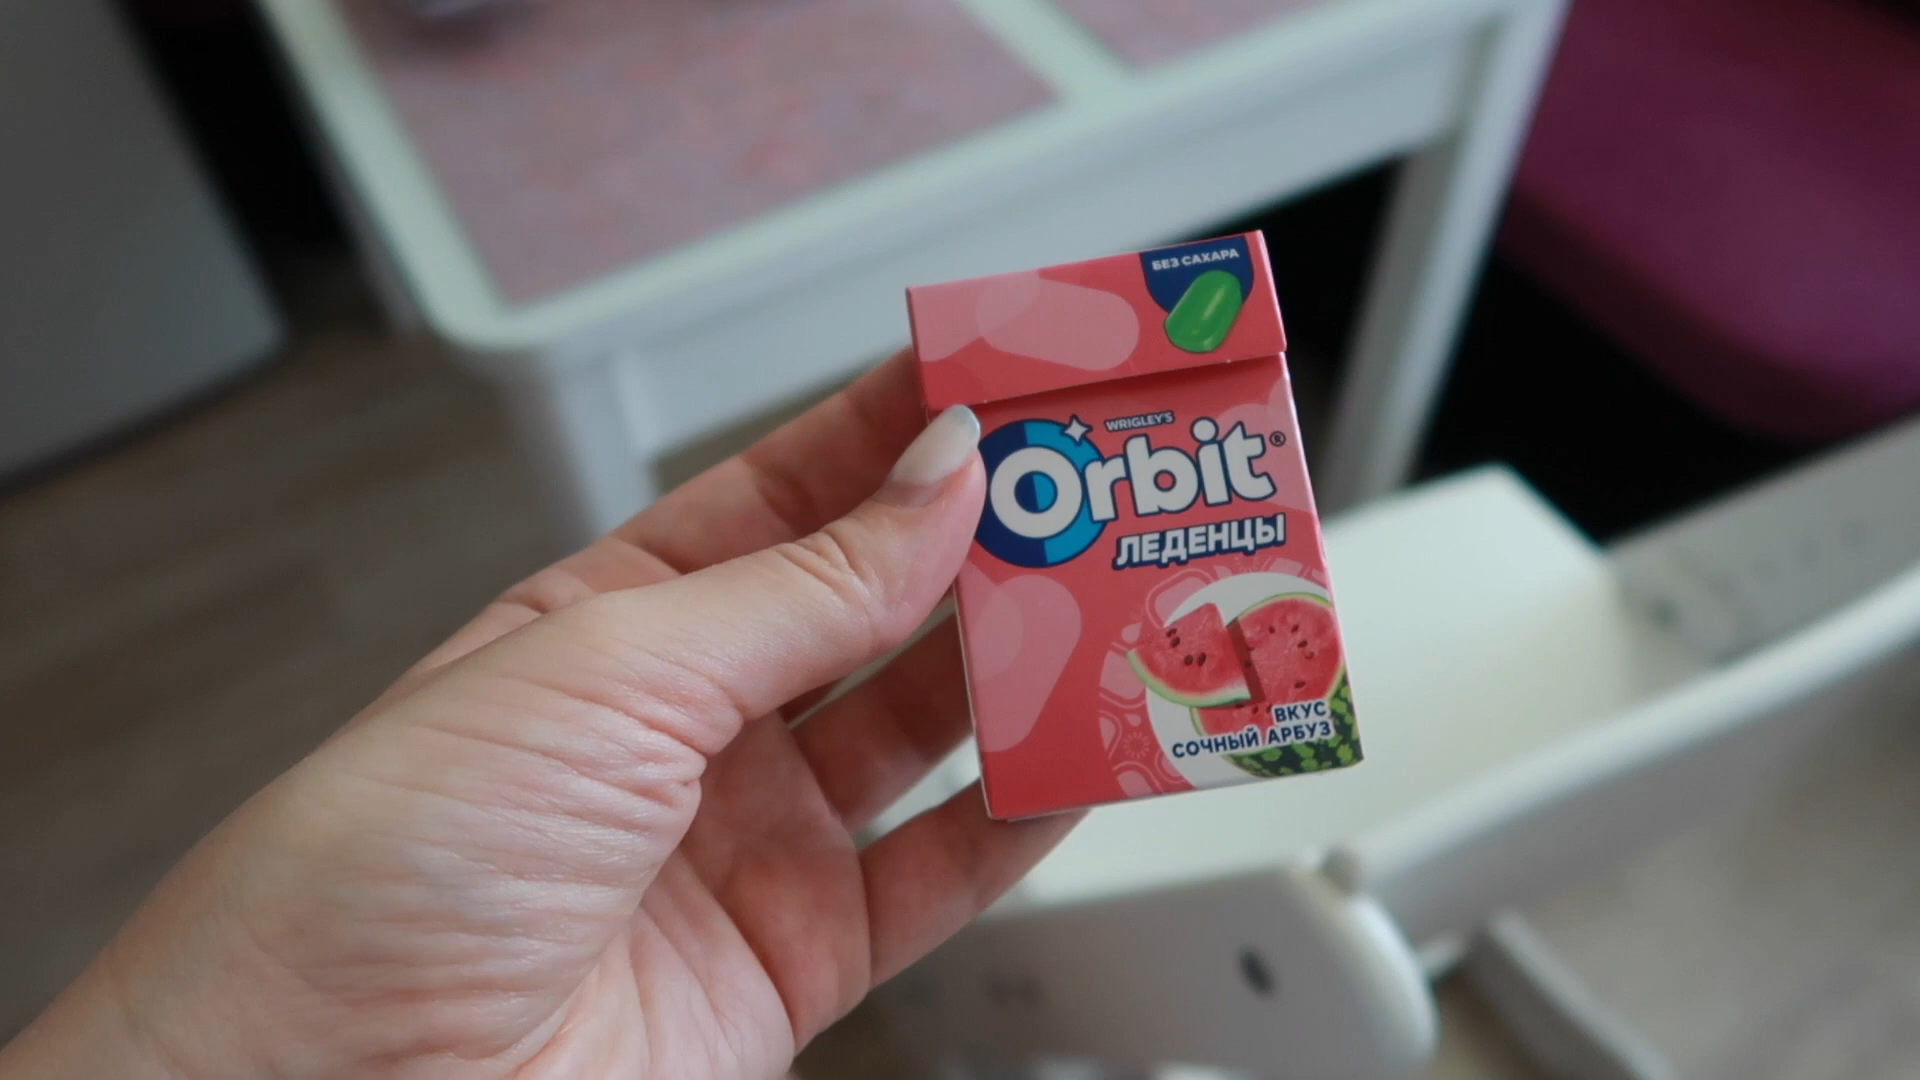 БЕЗ САХАРА
WRIGLEY'S
Orbit®
ЛЕДЕНЦЫ
ВКУС
СОЧНЫЙ АРБУЗ